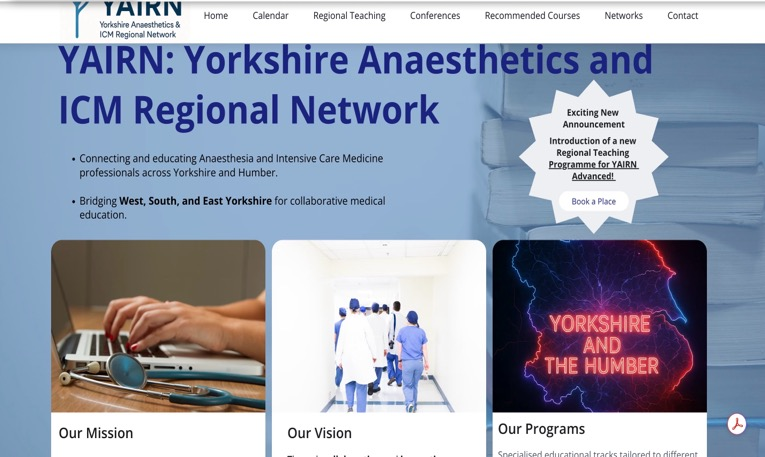 YAIRN
Yorkshire Anaesthetics &
ICM Regional Network
Home
Calendar
Regional Teaching
Conferences
Recommended Courses
Networks
Contact
YAIRN: Yorkshire Anaesthetics and
ICM Regional Network
• Connecting and educating Anaesthesia and Intensive Care Medicine
professionals across Yorkshire and Humber.
• Bridging West, South, and East Yorkshire for collaborative medical
education.
Exciting New
Announcement
Introduction of a new
Regional Teaching
Programme for YAIRN
Advanced!
Book a Place
YORKSHIRE
AND
THE HUMBER
Our Mission
Our Vision
Our Programs
Specialised educational tracks tailored to different